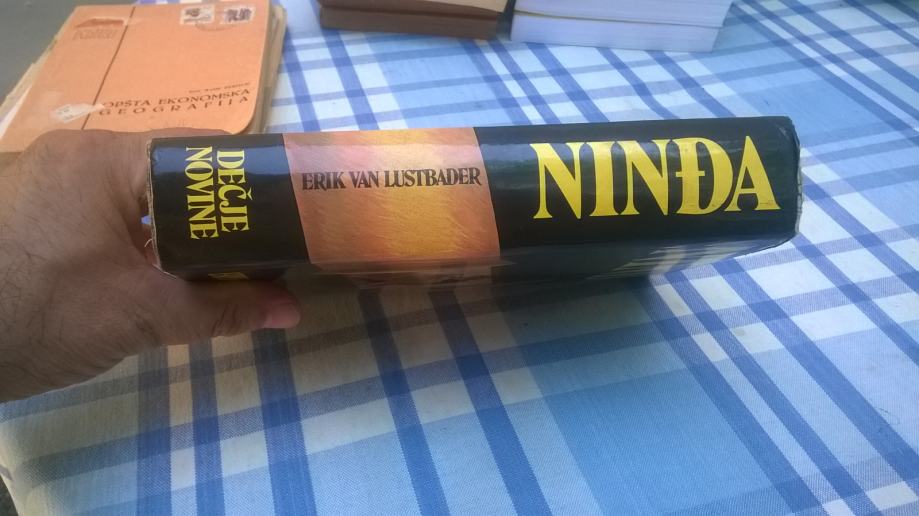 OPŠTA EKONOMSKA
GEOGRAFIJA
DEČJE
NOVINE
ERIK VAN LUSTBADER
NINĐA